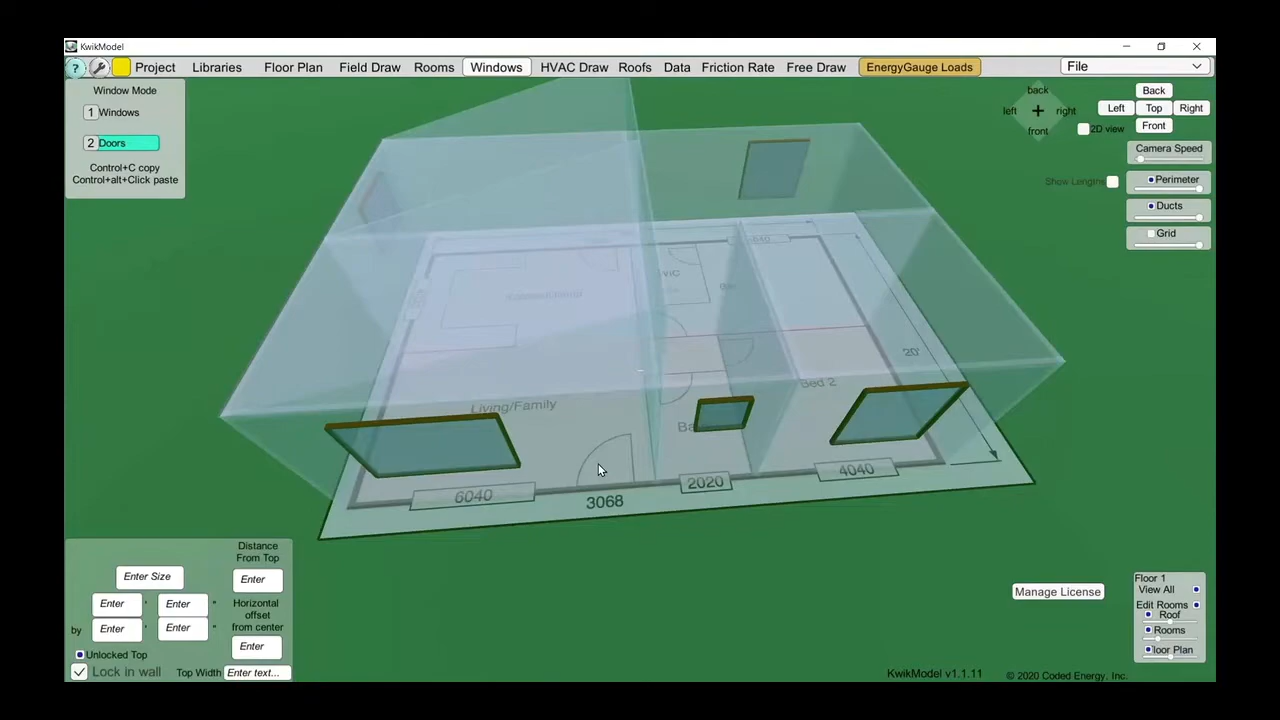 KwikModel
? Project Libraries Floor Plan Field Draw Rooms Windows HVAC Draw Roofs Data Friction Rate Free Draw EnergyGauge Loads File
Window Mode
1 Windows
2 Doors
Control+C copy
Control+alt+Click paste
back
left right
front
Back
Left Top Right
Front
2D view
Camera Speed
Show Lengths
Perimeter
Ducts
Grid
20'
Bed 2
Living/Family
6040
3068
2020
4040
Enter Size
Enter ' Enter "
by Enter ' Enter "
Unlocked Top
Lock in wall
Distance
From Top
Enter
Horizontal
offset
from center
Enter
Top Width Enter text...
Manage License
Floor 1
View All
Edit Rooms
Roof
Rooms
Floor Plan
KwikModel v1.1.11
© 2020 Coded Energy, Inc.